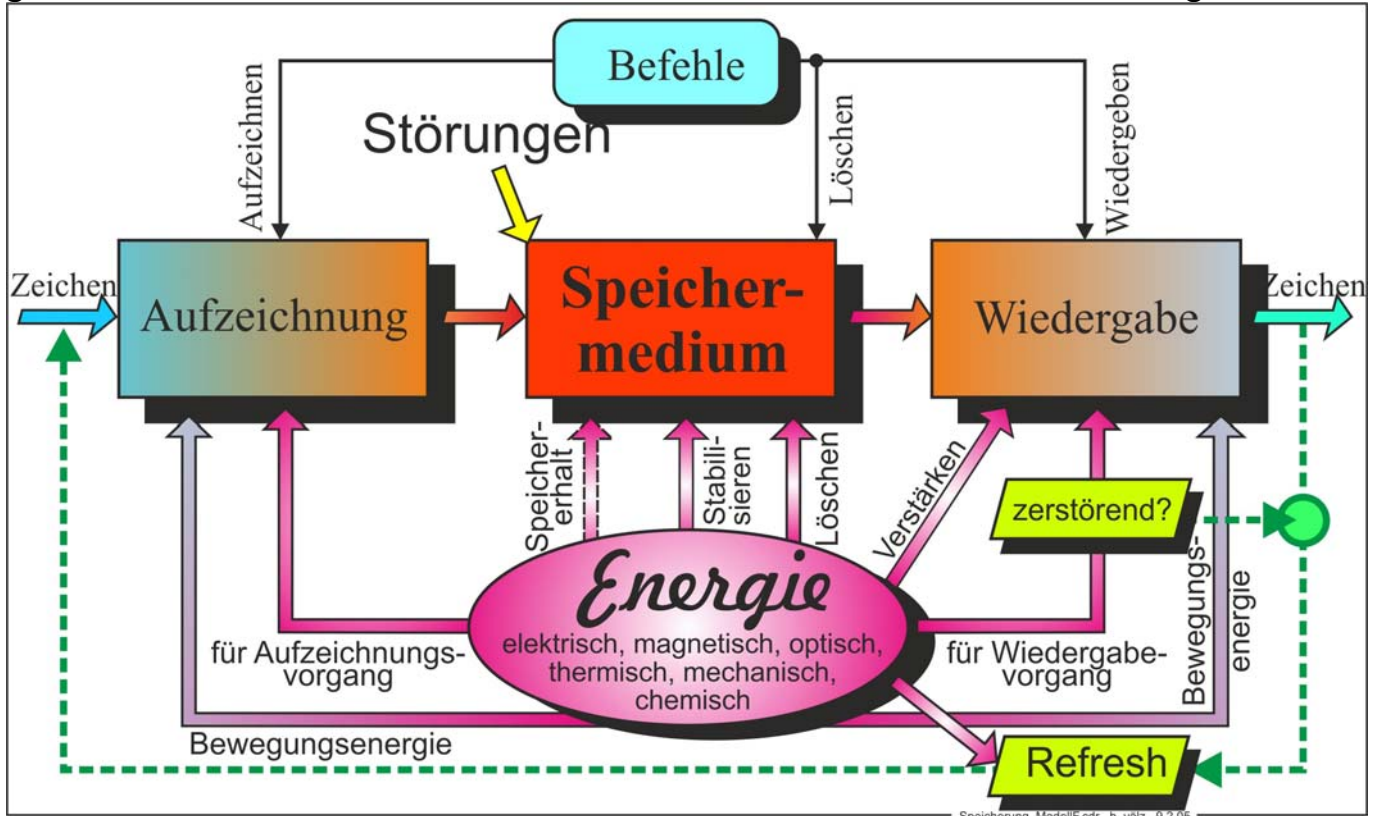 Befehle
Störungen
Aufzeichnen
Löschen
Wiedergeben
Zeichen
Aufzeichnung
Speicher-
medium
Wiedergabe
Zeichen
Speicher-
erhalt
Stabili-
sieren
Löschen
Verstärken
zerstörend?
Bewegungs-
energie
Energie
elektrisch, magnetisch, optisch,
thermisch, mechanisch,
chemisch
für Aufzeichnungs-
vorgang
für Wiedergabe-
vorgang
Bewegungsenergie
Refresh